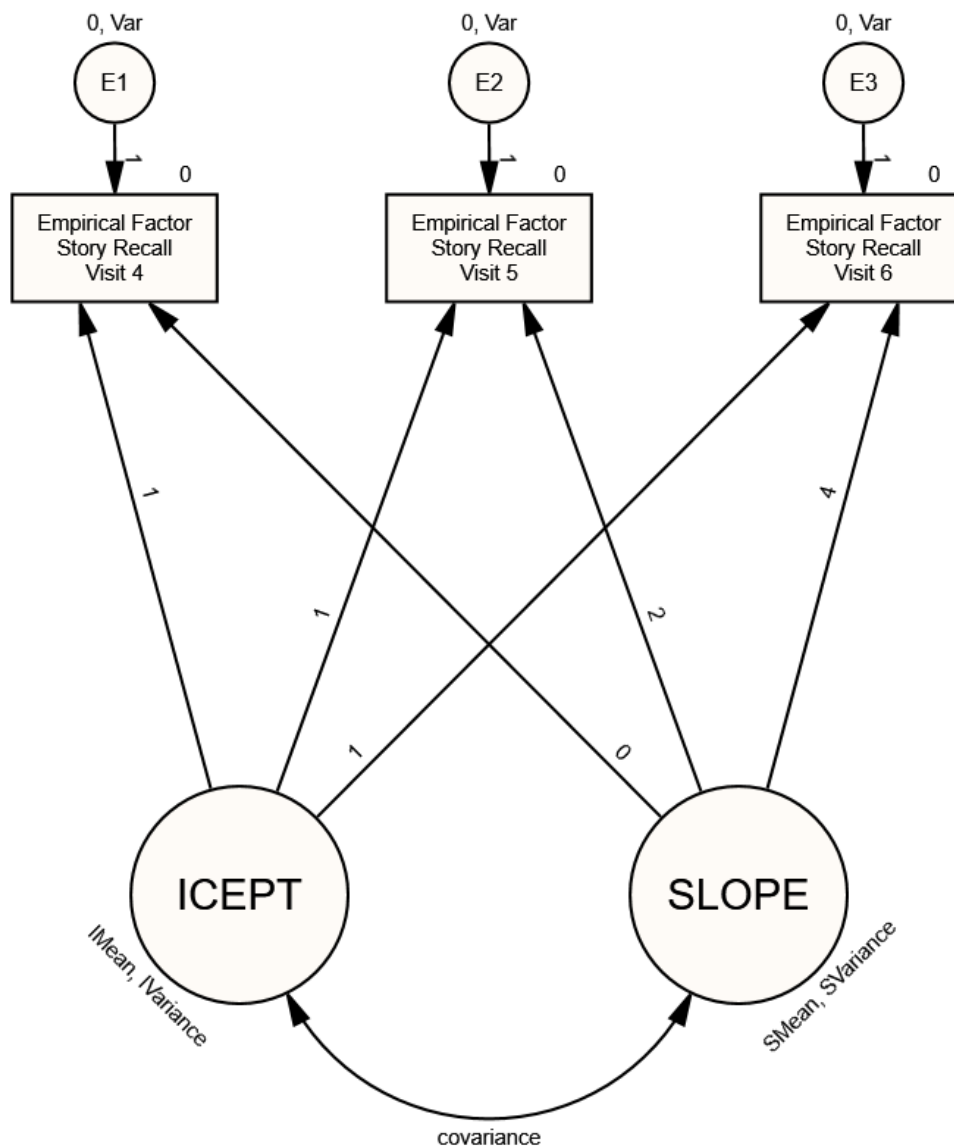 0, Var
0, Var
0, Var
E1
E2
E3
1
0
1
0
1
0
Empirical Factor
Story Recall
Visit 4
Empirical Factor
Story Recall
Visit 5
Empirical Factor
Story Recall
Visit 6
1
4
1
2
1
0
ICEPT
SLOPE
IMean, IVariance
SMean, SVariance
covariance